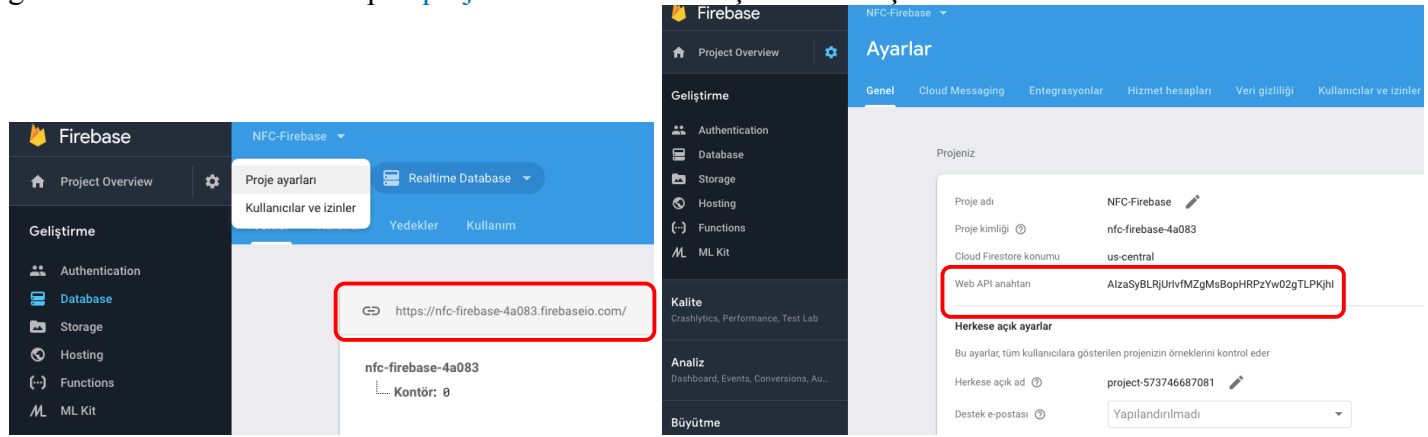 Firebase
NFC-Firebase
Project Overview
Proje ayarları
Kullanıcılar ve izinler
Realtime Database
Yedekler
Kullanım
Geliştirme
Authentication
Database
Storage
Hosting
Functions
ML Kit
https://nfc-firebase-4a083.firebaseio.com/
nfc-firebase-4a083
Kontör: 0
Firebase
NFC-Firebase
Project Overview
Ayarlar
Genel
Cloud Messaging
Entegrasyonlar
Hizmet hesapları
Veri gizliliği
Kullanıcılar ve izinler
Geliştirme
Authentication
Database
Storage
Hosting
Functions
ML Kit
Kalite
Crashlytics, Performance, Test Lab
Analiz
Dashboard, Events, Conversions, Au...
Büyütme
Projeniz
Proje adı
NFC-Firebase
Proje kimliği
nfc-firebase-4a083
Cloud Firestore konumu
us-central
Web API anahtarı
AIzaSyBLRjUrIvfMZgMsBopHRPzYw02gTLPKjhI
Herkese açık ayarlar
Bu ayarlar, tüm kullanıcılara gösterilen projenizin örneklerini kontrol eder
Herkese açık ad
project-573746687081
Destek e-postası
Yapılandırılmadı